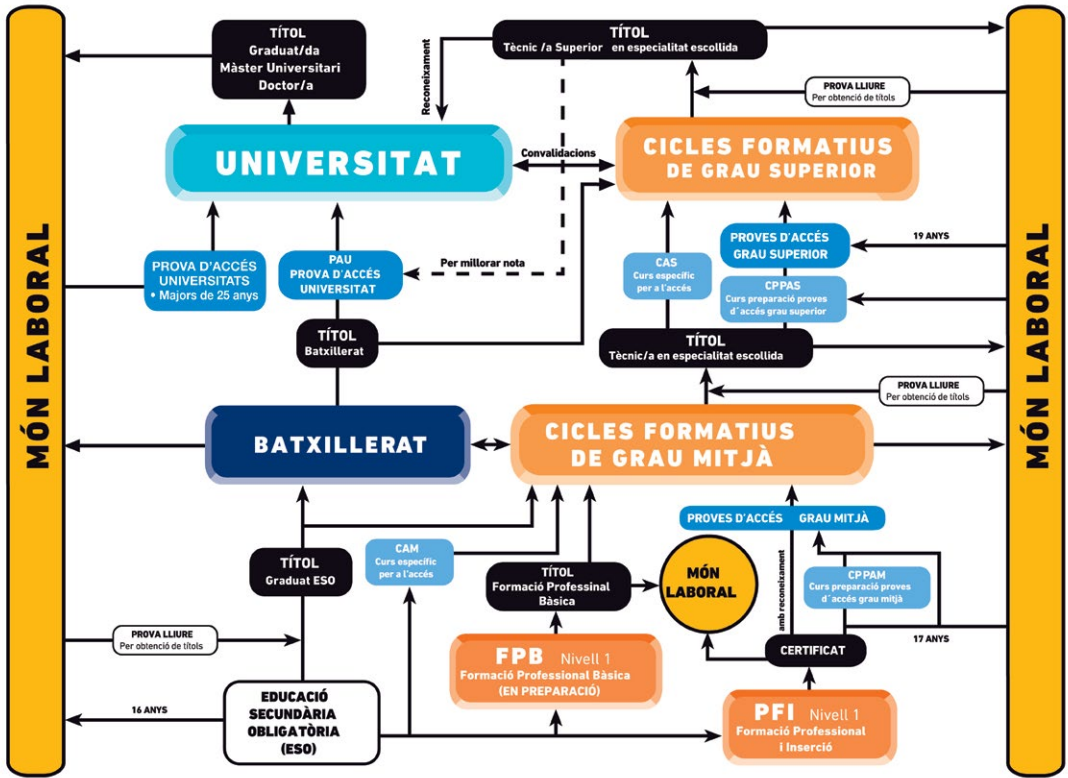 TÍTOL
Graduat/da
Màster Universitari
Doctor/a
Reconeixament
TÍTOL
Tècnic /a Superior en especialitat escollida
PROVA LLIURE
Per obtenció de títols
UNIVERSITAT
Convalidacions
CICLES FORMATIUS
DE GRAU SUPERIOR
MÓN LABORAL
MÓN LABORAL
PROVA D'ACCÉS
UNIVERSITATS
• Majors de 25 anys
PAU
PROVA D'ACCÉS
UNIVERSITAT
Per millorar nota
CAS
Curs específic
per a l'accés
PROVES D'ACCÉS
GRAU SUPERIOR
19 ANYS
CPPAS
Curs preparació proves
d´accés grau superior
TÍTOL
Batxillerat
TÍTOL
Tècnic/a en especialitat escollida
PROVA LLIURE
Per obtenció de títols
BATXILLERAT
CICLES FORMATIUS
DE GRAU MITJÀ
PROVES D'ACCÉS GRAU MITJÀ
TÍTOL
Graduat ESO
CAM
Curs específic
per a l'accés
TÍTOL
Formació Professinal
Bàsica
MÓN
LABORAL
amb reconeixament
CPPAM
Curs preparació proves
d´accés grau mitjà
PROVA LLIURE
Per obtenció de títols
17 ANYS
CERTIFICAT
FPB Nivell 1
Formació Professional Bàsica
(EN PREPARACIÓ)
16 ANYS
EDUCACIÓ
SECUNDÀRIA
OBLIGATÒRIA
(ESO)
PFI Nivell 1
Formació Professional
i Inserció